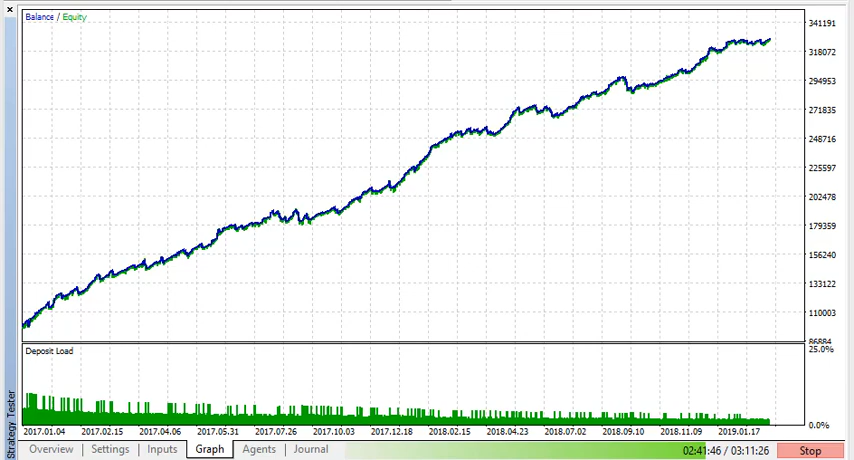 Balance / Equity
341191
318072
294953
271835
248716
225597
202478
179359
156240
133122
110003
86884
Deposit Load
25.0%
0.0%
2017.01.04 2017.02.15 2017.04.06 2017.05.31 2017.07.26 2017.10.03 2017.12.18 2018.02.15 2018.04.23 2018.07.02 2018.09.10 2018.11.09 2019.01.17
Strategy Tester
Overview Settings Inputs Graph Agents Journal 02:41:46 / 03:11:26 Stop